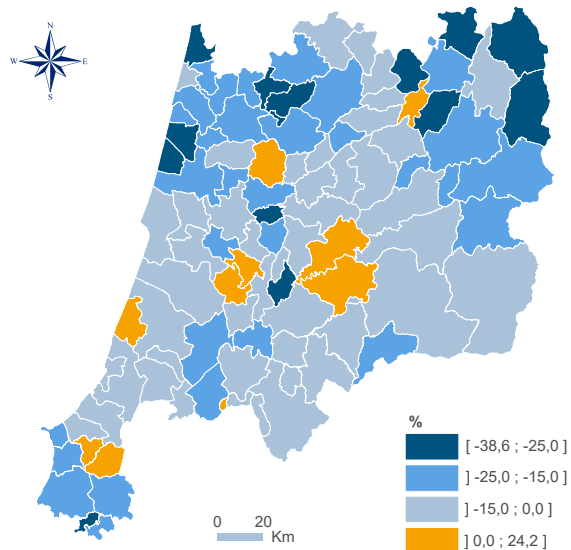 N
W E
S
%
[ -38,6 ; -25,0 ]
] -25,0 ; -15,0 ]
] -15,0 ; 0,0 ]
] 0,0 ; 24,2 ]
0 20
Km